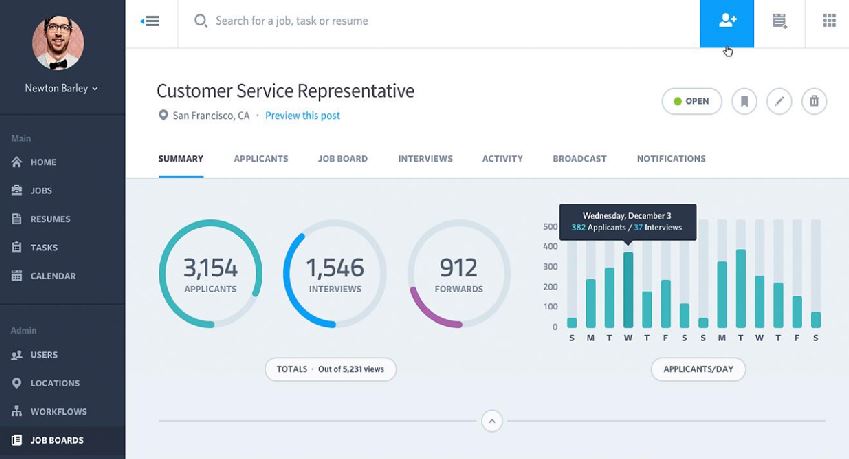 Search for a job, task or resume
Newton Barley
Main
HOME
JOBS
RESUMES
TASKS
CALENDAR
Admin
USERS
LOCATIONS
WORKFLOWS
JOB BOARDS
Customer Service Representative
San Francisco, CA · Preview this post
OPEN
SUMMARY APPLICANTS JOB BOARD INTERVIEWS ACTIVITY BROADCAST NOTIFICATIONS
3,154
APPLICANTS
1,546
INTERVIEWS
912
FORWARDS
TOTALS · Out of 5,231 views
Wednesday, December 3
382 Applicants / 37 Interviews
500
400
300
200
100
0
S M T W T F S S M T W T F S
APPLICANTS/DAY